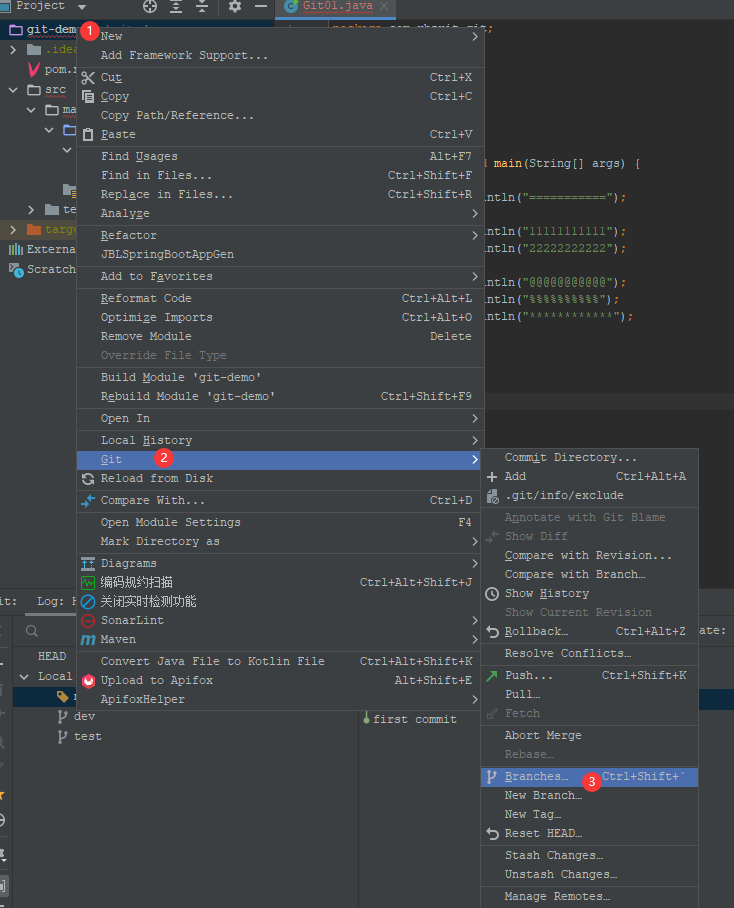 Project
Git01.java
git-demo
1
New
.idea
Add Framework Support...
pom.x
Cut Ctrl+X
src
Copy Ctrl+C
ma
Copy Path/Reference...
Paste Ctrl+V
Find Usages Alt+F7
main(String[] args) {
Find in Files... Ctrl+Shift+F
Replace in Files... Ctrl+Shift+R
ntln("===========");
te
Analyze
targe
Refactor
ntln("11111111111");
Externa
JBLSpringBootAppGen
ntln("22222222222");
Scratch
Add to Favorites
ntln("@@@@@@@@@@@");
Reformat Code Ctrl+Alt+L
ntln("%%%%%%%%%%");
Optimize Imports Ctrl+Alt+O
ntln("************");
Remove Module Delete
Override File Type
Build Module 'git-demo'
Rebuild Module 'git-demo' Ctrl+Shift+F9
Open In
Local History
Git
2
Reload from Disk
Compare With... Ctrl+D
Open Module Settings F4
Mark Directory as
Diagrams
编码规约扫描 Ctrl+Alt+Shift+J
关闭实时检测功能
SonarLint
Maven
Convert Java File to Kotlin File Ctrl+Alt+Shift+K
Upload to Apifox Alt+Shift+E
ApifoxHelper
it:
Log:
HEAD
Local
dev
test
first commit
ate:
Commit Directory...
Add Ctrl+Alt+A
.git/info/exclude
Annotate with Git Blame
Show Diff
Compare with Revision...
Compare with Branch…
Show History
Show Current Revision
Rollback… Ctrl+Alt+Z
Resolve Conflicts…
Push... Ctrl+Shift+K
Pull…
Fetch
Abort Merge
Rebase…
Branches… Ctrl+Shift+`
3
New Branch…
New Tag…
Reset HEAD…
Stash Changes…
Unstash Changes…
Manage Remotes…